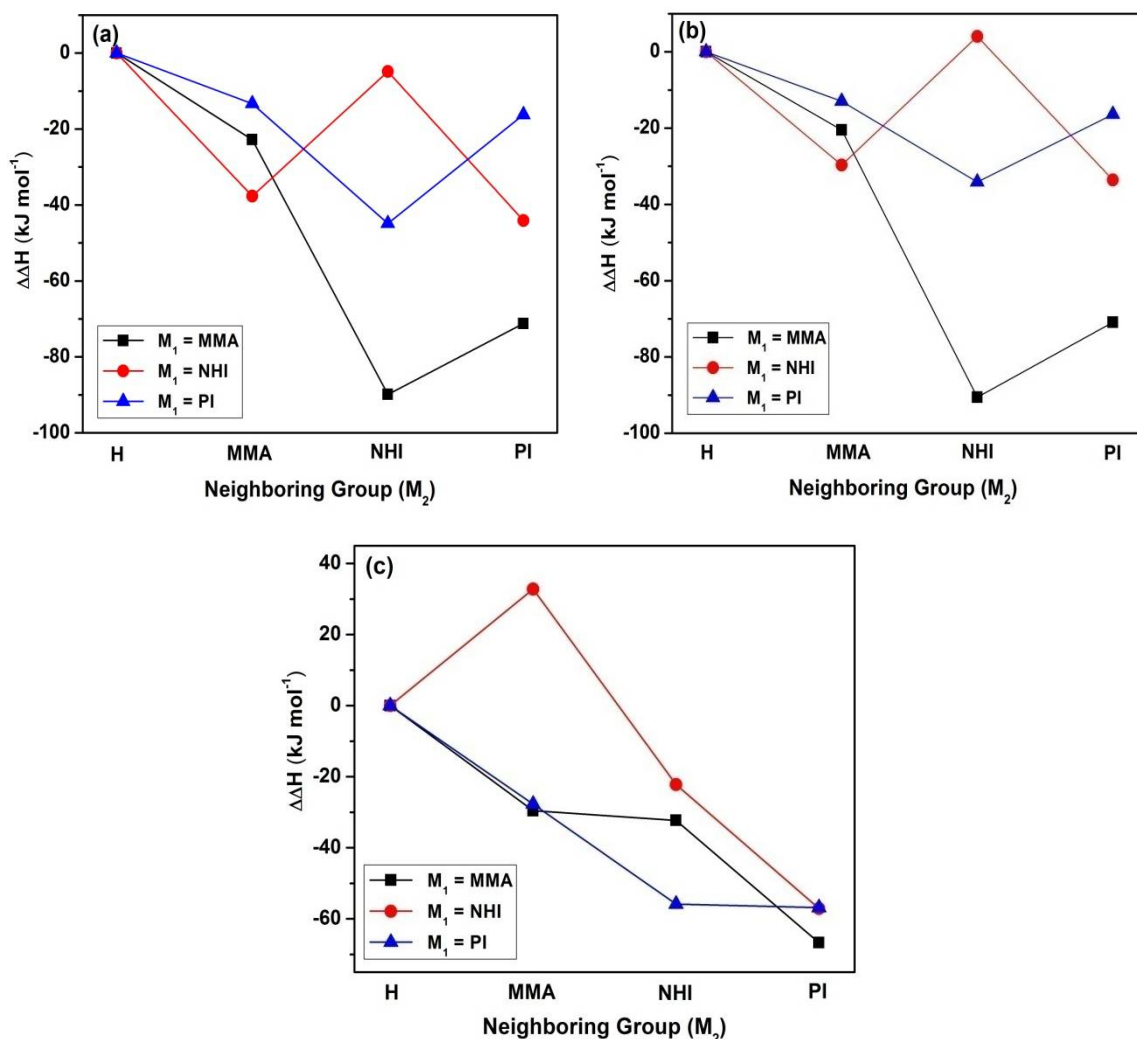 (a)
0
-20
-40
-60
-80
-100
ΔΔH (kJ mol⁻¹)
M₁ = MMA
M₁ = NHI
M₁ = PI
H MMA NHI PI
Neighboring Group (M₂)
(b)
0
-20
-40
-60
-80
-100
ΔΔH (kJ mol⁻¹)
M₁ = MMA
M₁ = NHI
M₁ = PI
H MMA NHI PI
Neighboring Group (M₂)
(c)
40
20
0
-20
-40
-60
ΔΔH (kJ mol⁻¹)
M₁ = MMA
M₁ = NHI
M₁ = PI
H MMA NHI PI
Neighboring Group (M₂)